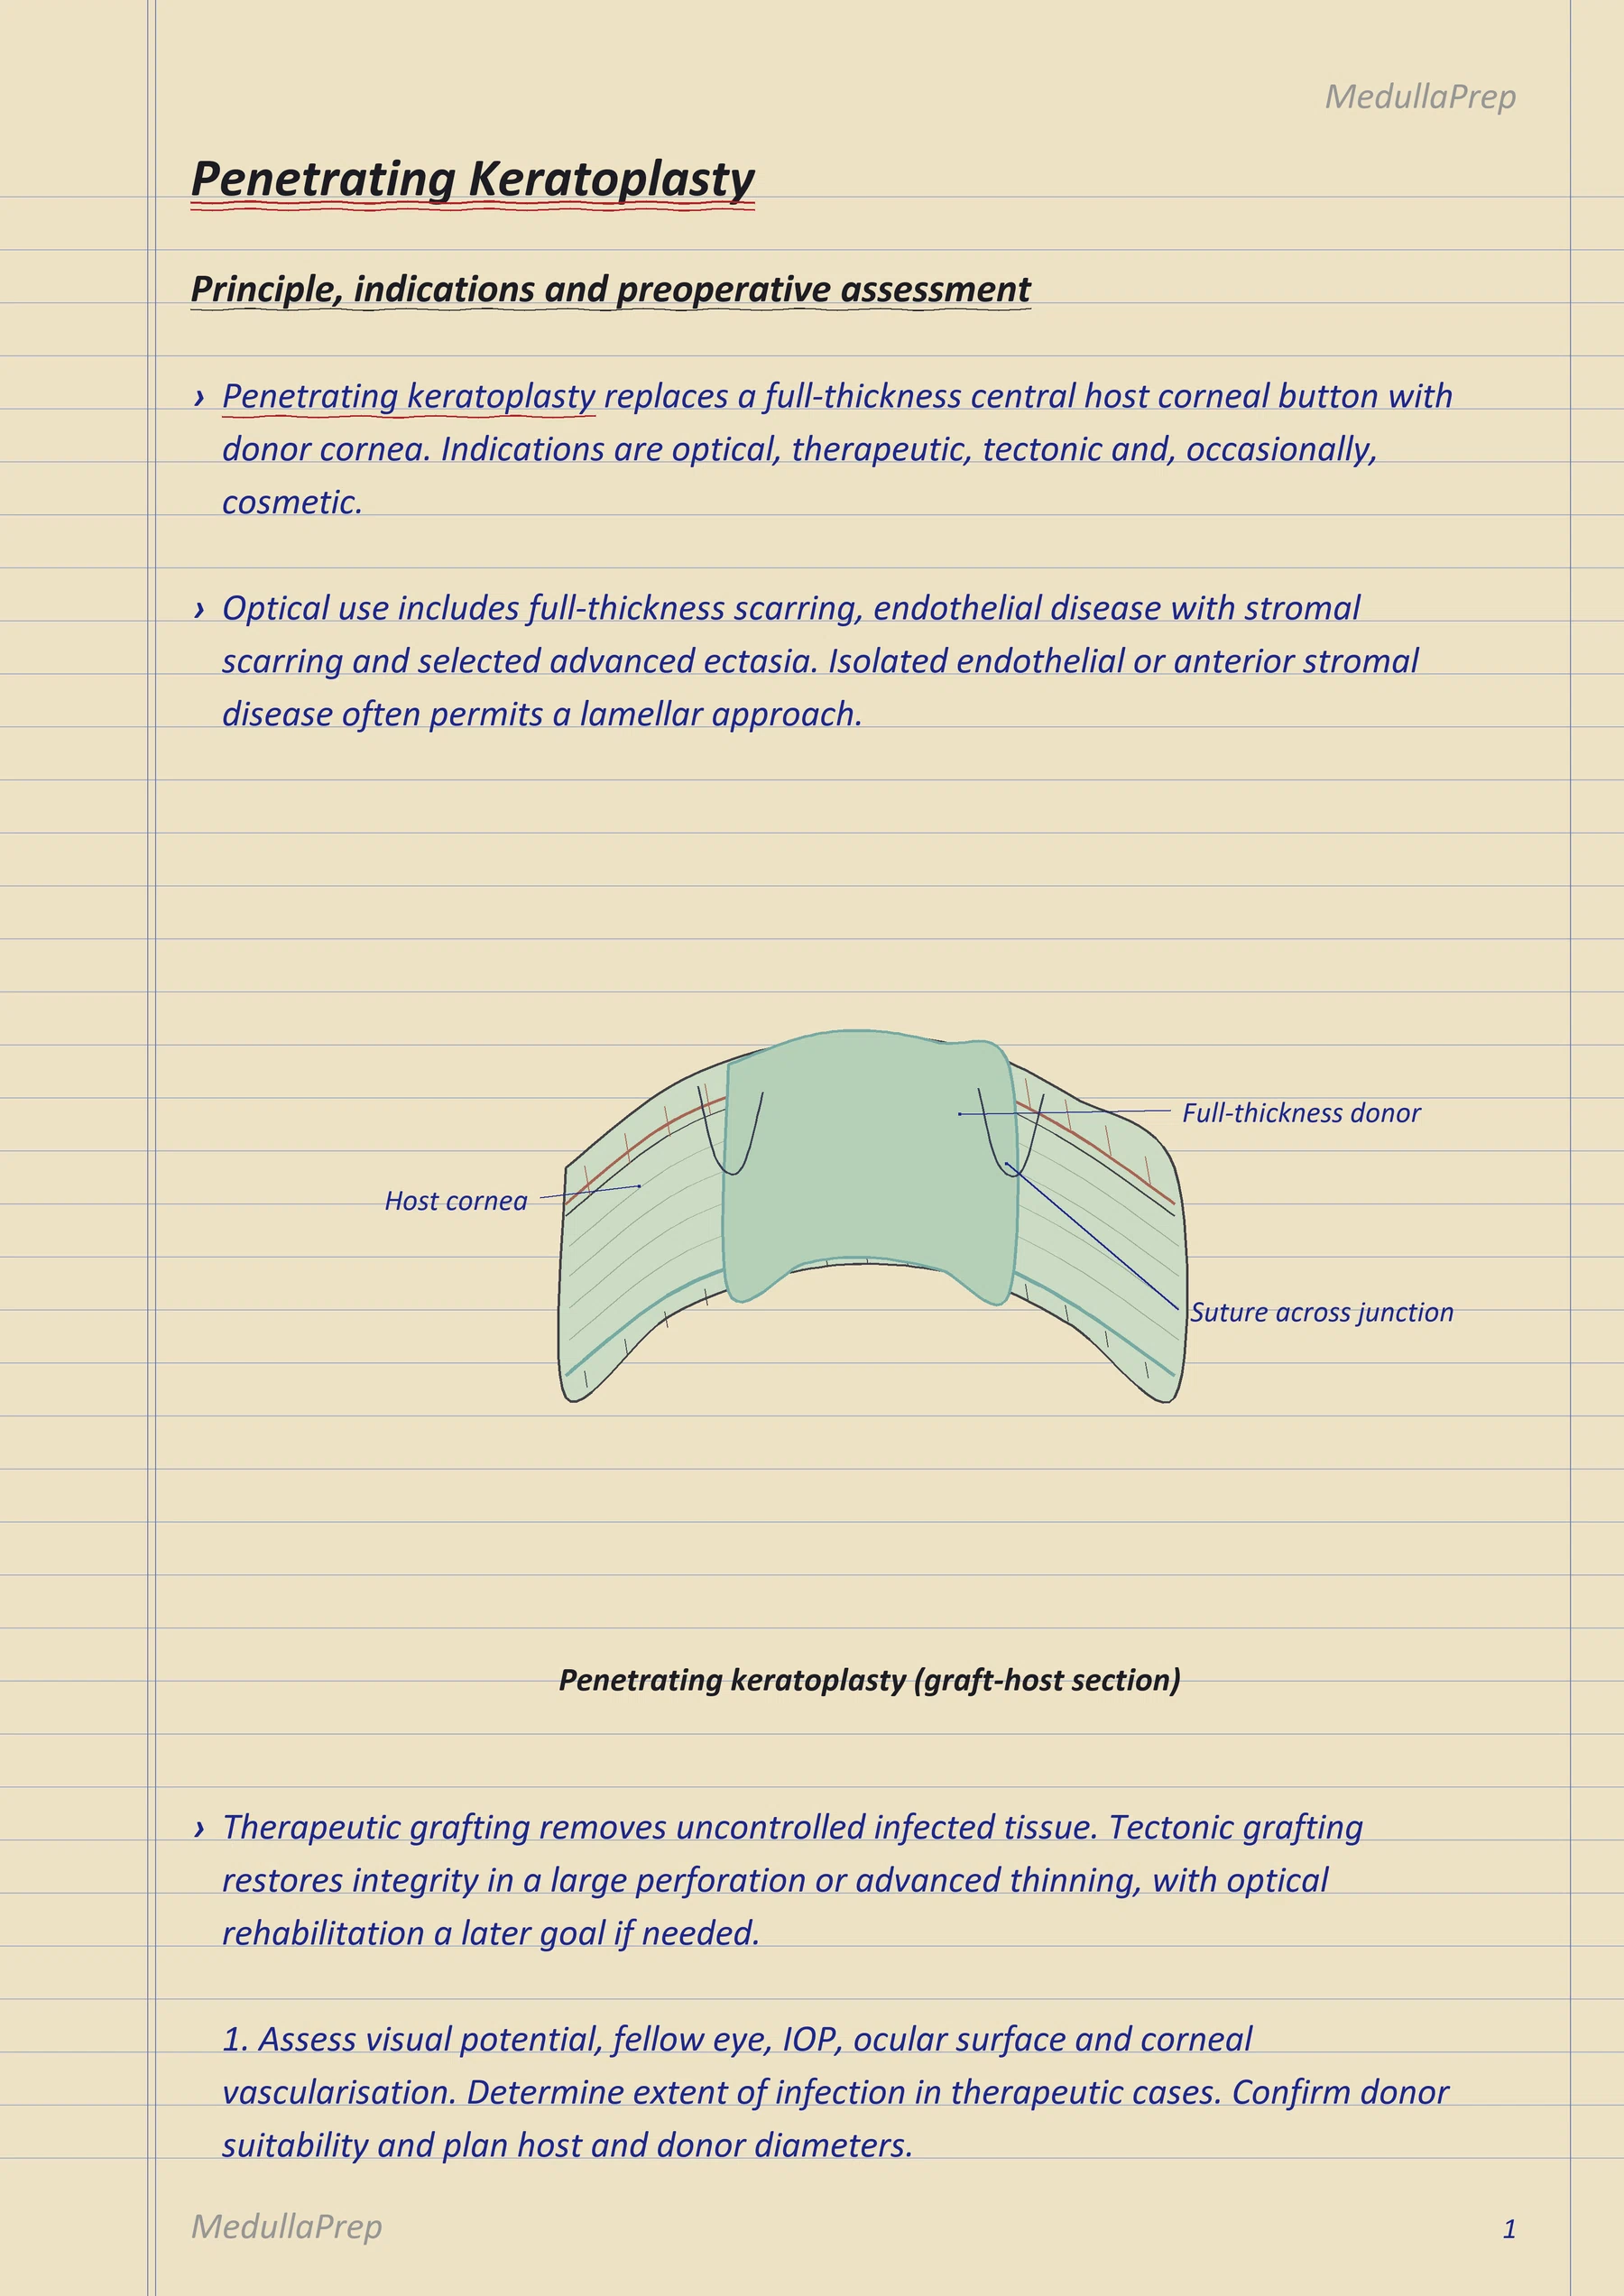 MedullaPrep
Penetrating Keratoplasty
Principle, indications and preoperative assessment
› Penetrating keratoplasty replaces a full-thickness central host corneal button with
donor cornea. Indications are optical, therapeutic, tectonic and, occasionally,
cosmetic.
› Optical use includes full-thickness scarring, endothelial disease with stromal
scarring and selected advanced ectasia. Isolated endothelial or anterior stromal
disease often permits a lamellar approach.
Full-thickness donor
Host cornea
Suture across junction
Penetrating keratoplasty (graft-host section)
› Therapeutic grafting removes uncontrolled infected tissue. Tectonic grafting
restores integrity in a large perforation or advanced thinning, with optical
rehabilitation a later goal if needed.
1. Assess visual potential, fellow eye, IOP, ocular surface and corneal
vascularisation. Determine extent of infection in therapeutic cases. Confirm donor
suitability and plan host and donor diameters.
MedullaPrep
1